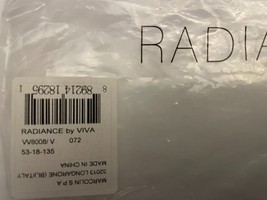 RADIA
8 89214 18295
RADIANCE by VIVA
VV8008/ V 072
53-18-135
MARCOLIN S.P.A
32013 LONGARONE (BL) ITALY
MADE IN CHINA